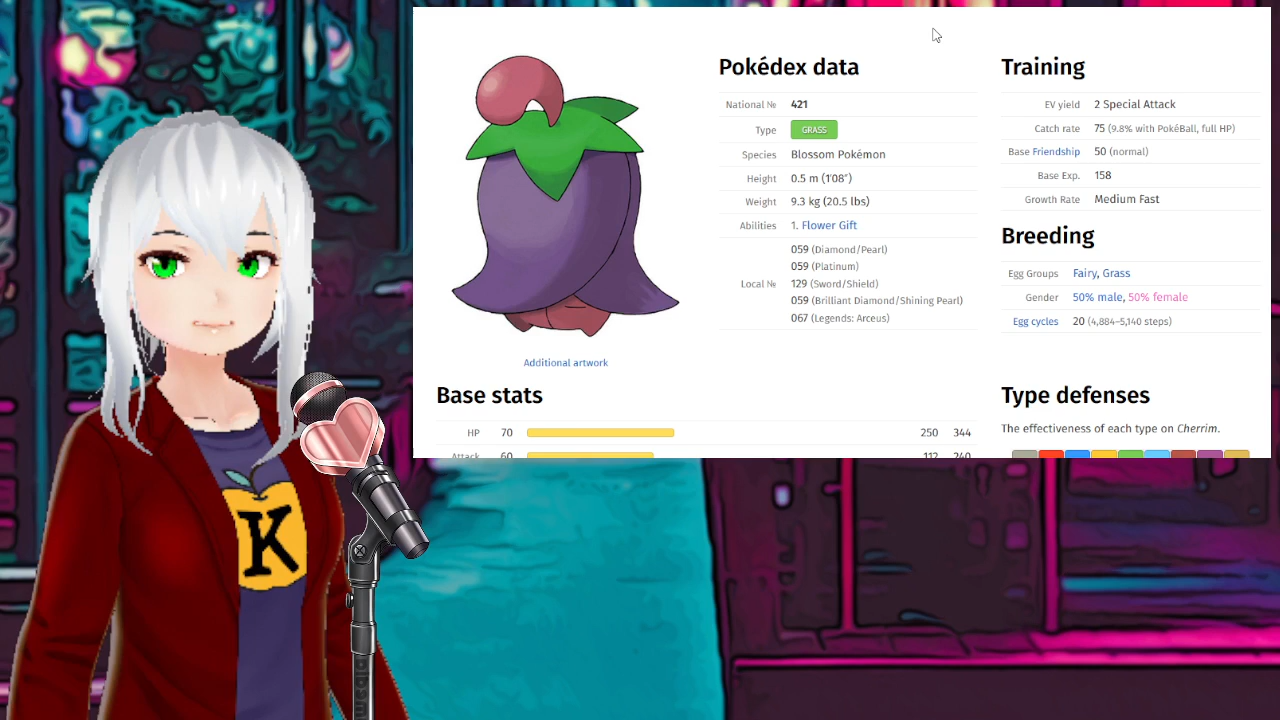 K
Pokédex data
National № 421
Type GRASS
Species Blossom Pokémon
Height 0.5 m (1′08″)
Weight 9.3 kg (20.5 lbs)
Abilities 1. Flower Gift
Local № 059 (Diamond/Pearl)
059 (Platinum)
129 (Sword/Shield)
059 (Brilliant Diamond/Shining Pearl)
067 (Legends: Arceus)
Training
EV yield 2 Special Attack
Catch rate 75 (9.8% with PokéBall, full HP)
Base Friendship 50 (normal)
Base Exp. 158
Growth Rate Medium Fast
Breeding
Egg Groups Fairy, Grass
Gender 50% male, 50% female
Egg cycles 20 (4,884–5,140 steps)
Additional artwork
Base stats
HP 70 250 344
Attack 60 112 240
Type defenses
The effectiveness of each type on Cherrim.